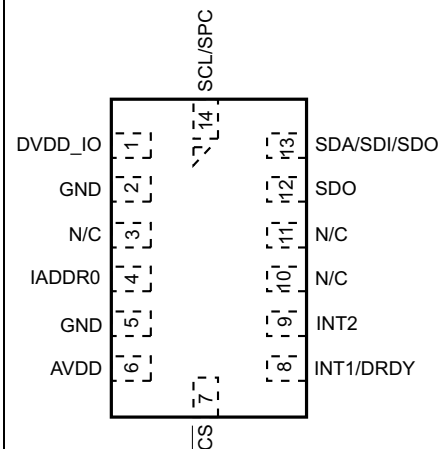 SCL/SPC
14
DVDD_IO 1 13 SDA/SDI/SDO
GND 2 12 SDO
N/C 3 11 N/C
IADDR0 4 10 N/C
GND 5 9 INT2
AVDD 6 8 INT1/DRDY
7
CS